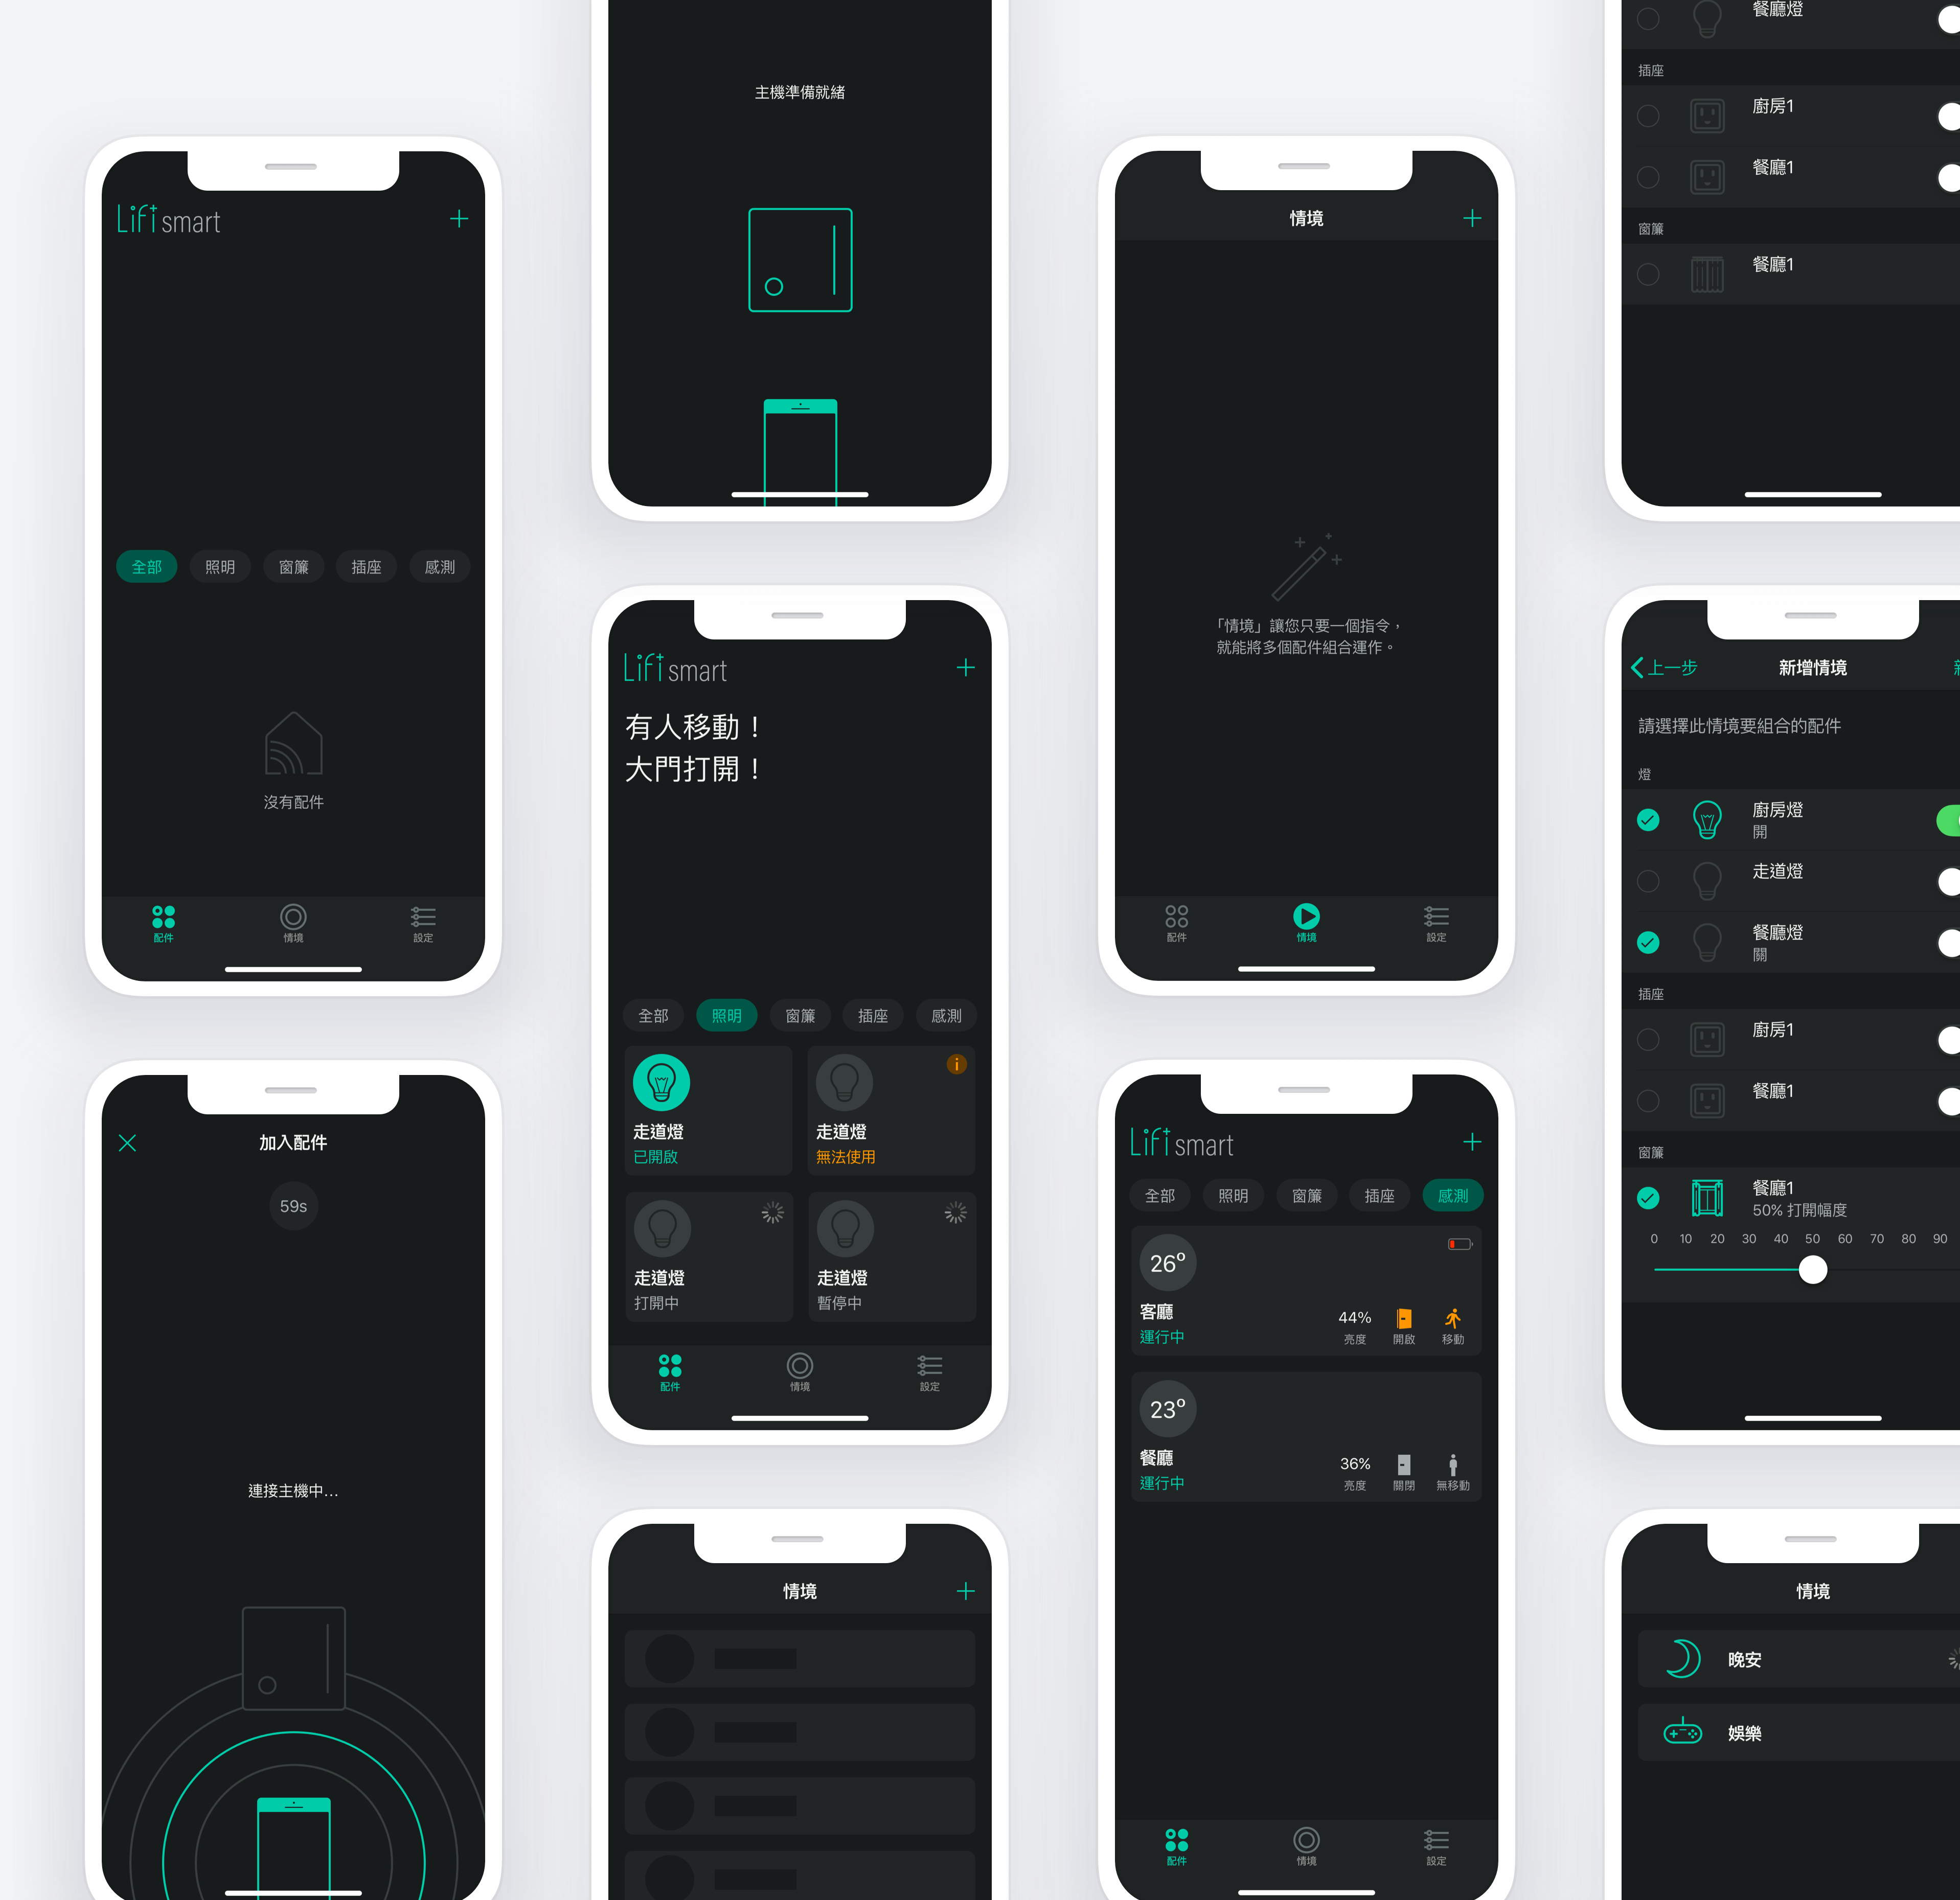 Lifi+ smart
全部
照明
窗簾
插座
感測
沒有配件
配件
情境
設定
加入配件
59s
連接主機中...
主機準備就緒
Lifi+ smart
有人移動！
大門打開！
全部
照明
窗簾
插座
感測
走道燈
已開啟
走道燈
無法使用
走道燈
打開中
走道燈
暫停中
配件
情境
設定
情境
情境
「情境」讓您只要一個指令，
就能將多個配件組合運作。
配件
情境
設定
Lifi+ smart
全部
照明
窗簾
插座
感測
26°
客廳
運行中
44%
亮度
開啟
移動
23°
餐廳
運行中
36%
亮度
關閉
無移動
配件
情境
設定
餐廳燈
插座
廚房1
餐廳1
窗簾
餐廳1
上一步
新增情境
請選擇此情境要組合的配件
燈
廚房燈
開
走道燈
餐廳燈
關
插座
廚房1
餐廳1
窗簾
餐廳1
50% 打開幅度
0 10 20 30 40 50 60 70 80 90
情境
晚安
娛樂